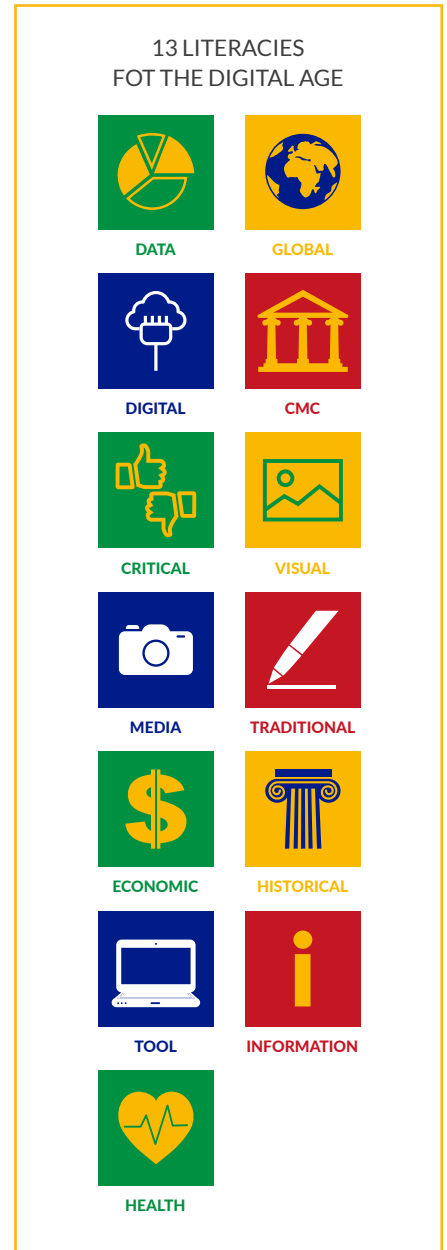 13 LITERACIES
FOT THE DIGITAL AGE
DATA
GLOBAL
DIGITAL
CMC
CRITICAL
VISUAL
MEDIA
TRADITIONAL
ECONOMIC
HISTORICAL
TOOL
INFORMATION
HEALTH